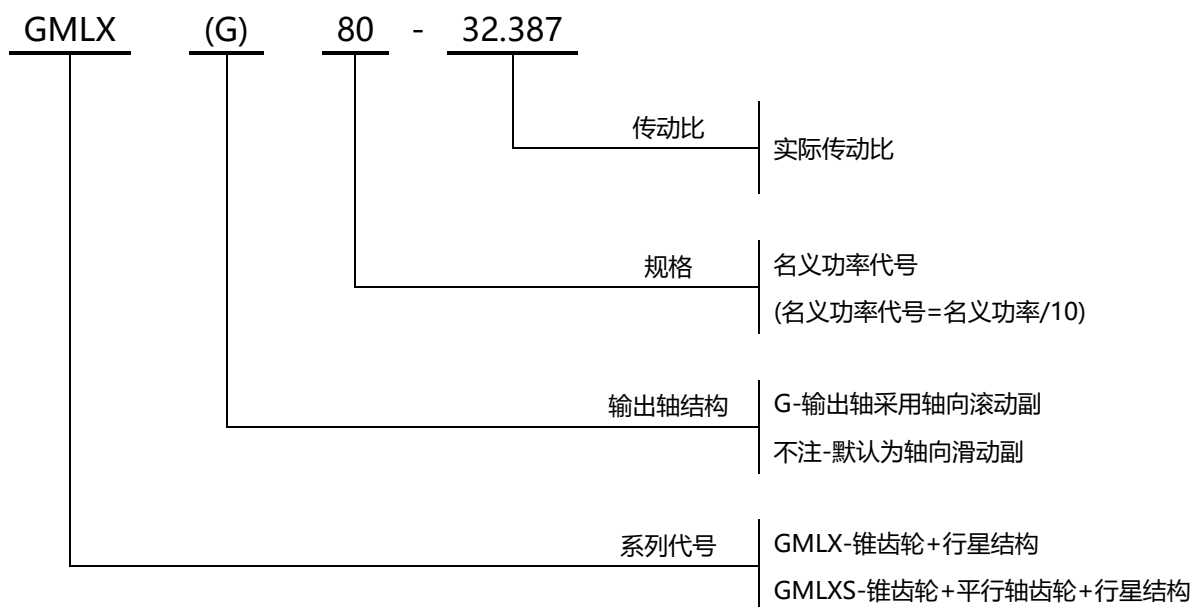 GMLX (G) 80 - 32.387
传动比
实际传动比
规格
名义功率代号
(名义功率代号=名义功率/10)
输出轴结构
G-输出轴采用轴向滚动副
不注-默认为轴向滑动副
系列代号
GMLX-锥齿轮+行星结构
GMLXS-锥齿轮+平行轴齿轮+行星结构